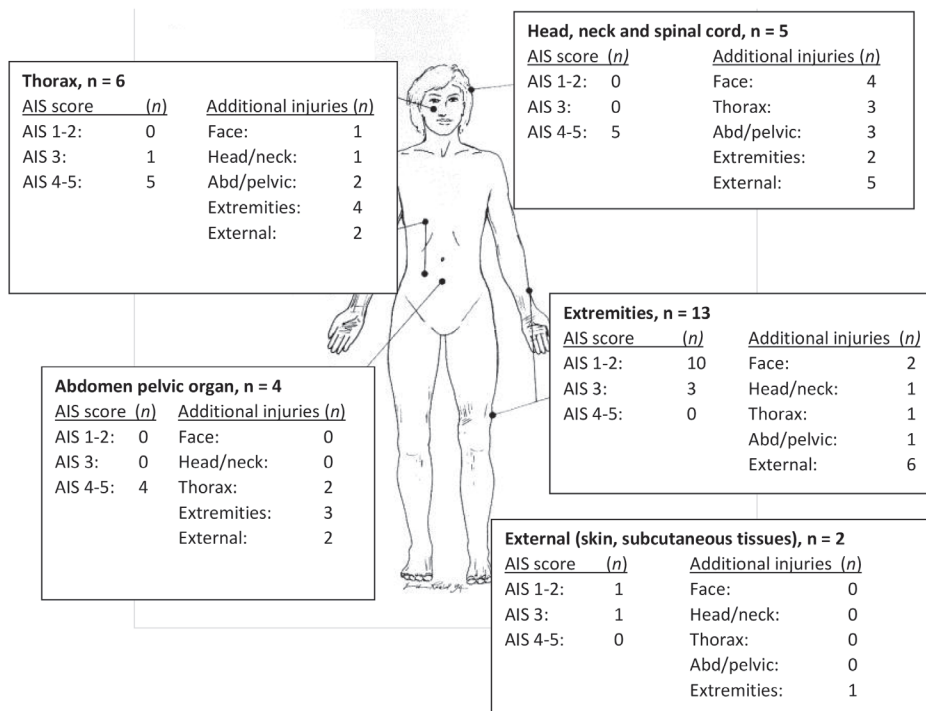 Head, neck and spinal cord, n = 5
AIS score (n) Additional injuries (n)
AIS 1-2: 0 Face: 4
AIS 3: 0 Thorax: 3
AIS 4-5: 5 Abd/pelvic: 3
Extremities: 2
External: 5
Thorax, n = 6
AIS score (n) Additional injuries (n)
AIS 1-2: 0 Face: 1
AIS 3: 1 Head/neck: 1
AIS 4-5: 5 Abd/pelvic: 2
Extremities: 4
External: 2
Extremities, n = 13
AIS score (n) Additional injuries (n)
AIS 1-2: 10 Face: 2
AIS 3: 3 Head/neck: 1
AIS 4-5: 0 Thorax: 1
Abd/pelvic: 1
External: 6
Abdomen pelvic organ, n = 4
AIS score (n) Additional injuries (n)
AIS 1-2: 0 Face: 0
AIS 3: 0 Head/neck: 0
AIS 4-5: 4 Thorax: 2
Extremities: 3
External: 2
External (skin, subcutaneous tissues), n = 2
AIS score (n) Additional injuries (n)
AIS 1-2: 1 Face: 0
AIS 3: 1 Head/neck: 0
AIS 4-5: 0 Thorax: 0
Abd/pelvic: 0
Extremities: 1